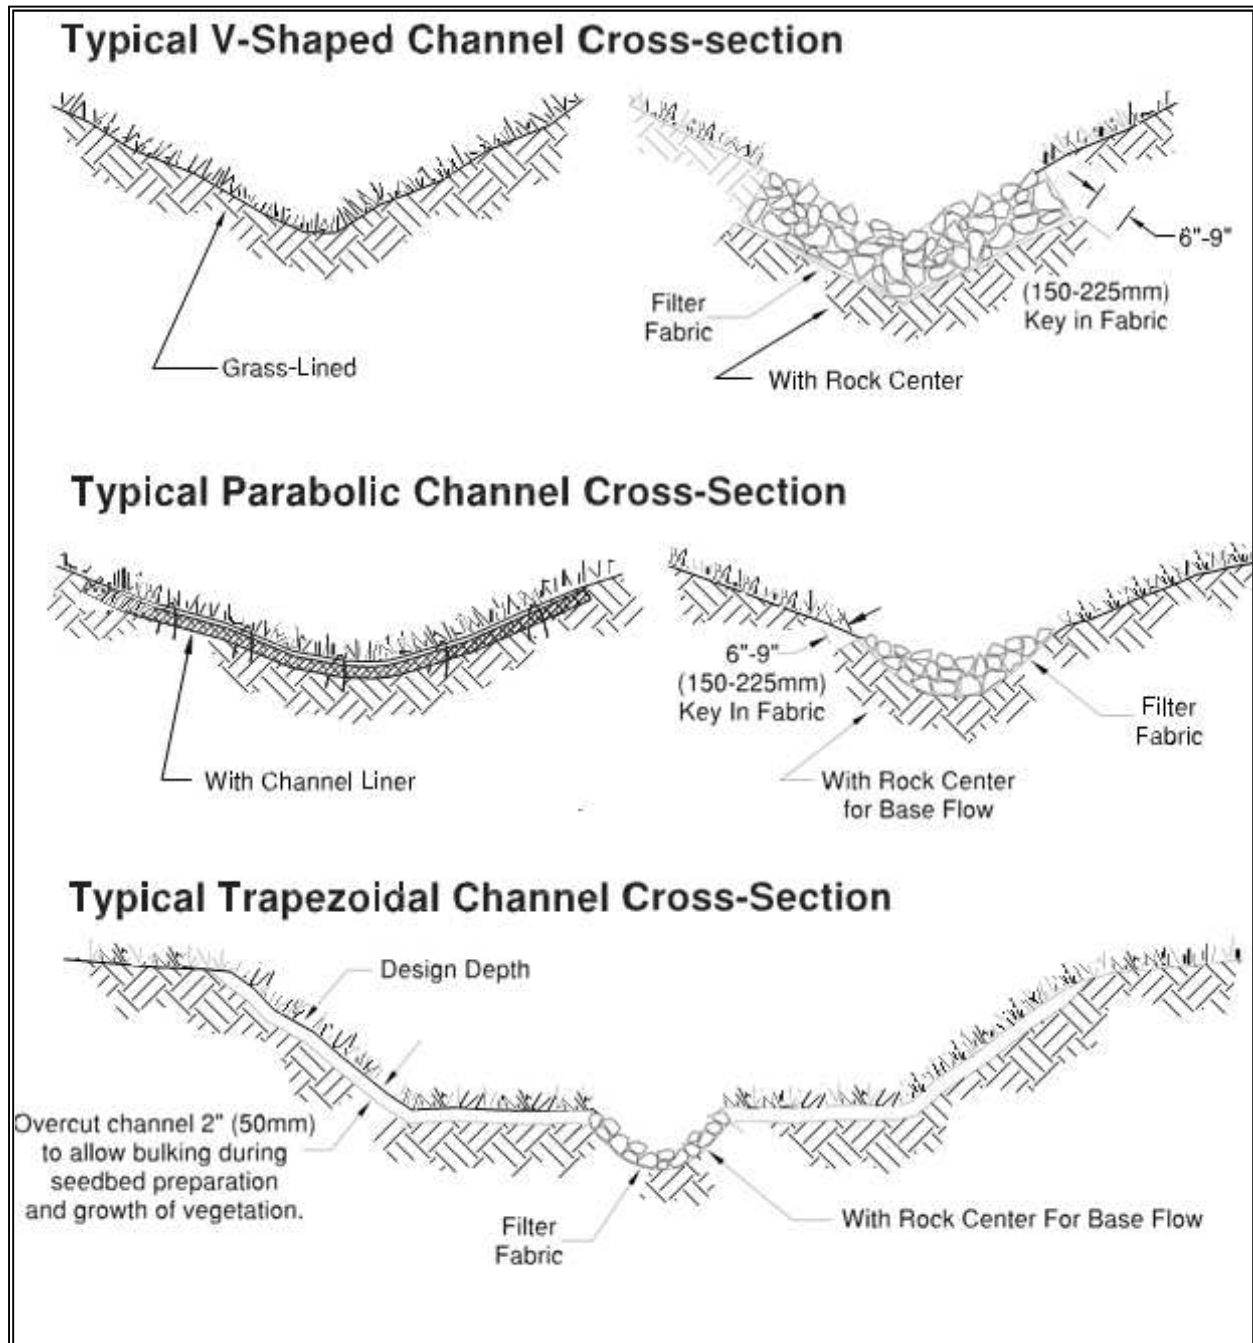 Typical V-Shaped Channel Cross-section
6"-9"
(150-225mm)
Key in Fabric
Filter
Fabric
Grass-Lined
With Rock Center
Typical Parabolic Channel Cross-Section
6"-9"
(150-225mm)
Key In Fabric
Filter
Fabric
With Channel Liner
With Rock Center
for Base Flow
Typical Trapezoidal Channel Cross-Section
Design Depth
Overcut channel 2" (50mm)
to allow bulking during
seedbed preparation
and growth of vegetation.
Filter
Fabric
With Rock Center For Base Flow